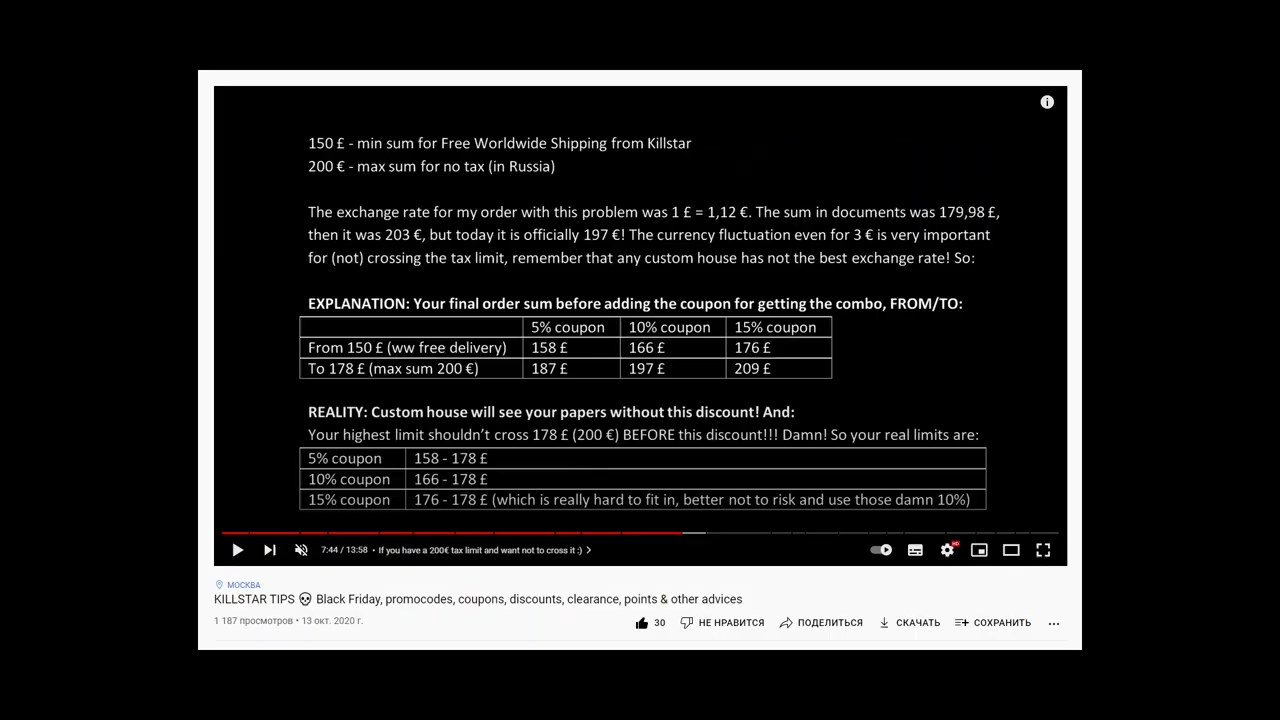 150 £ - min sum for Free Worldwide Shipping from Killstar
200 € - max sum for no tax (in Russia)
The exchange rate for my order with this problem was 1 £ = 1,12 €. The sum in documents was 179,98 £,
then it was 203 €, but today it is officially 197 €! The currency fluctuation even for 3 € is very important
for (not) crossing the tax limit, remember that any custom house has not the best exchange rate! So:
EXPLANATION: Your final order sum before adding the coupon for getting the combo, FROM/TO:
5% coupon 10% coupon 15% coupon
From 150 £ (ww free delivery) 158 £ 166 £ 176 £
To 178 £ (max sum 200 €) 187 £ 197 £ 209 £
REALITY: Custom house will see your papers without this discount! And:
Your highest limit shouldn't cross 178 £ (200 €) BEFORE this discount!!! Damn! So your real limits are:
5% coupon 158 - 178 £
10% coupon 166 - 178 £
15% coupon 176 - 178 £ (which is really hard to fit in, better not to risk and use those damn 10%)
7:44 / 13:58 • If you have a 200€ tax limit and want not to cross it :)
HD
МОСКВА
KILLSTAR TIPS 💀 Black Friday, promocodes, coupons, discounts, clearance, points & other advices
1 187 просмотров • 13 окт. 2020 г.
30 НЕ НРАВИТСЯ ПОДЕЛИТЬСЯ СКАЧАТЬ СОХРАНИТЬ